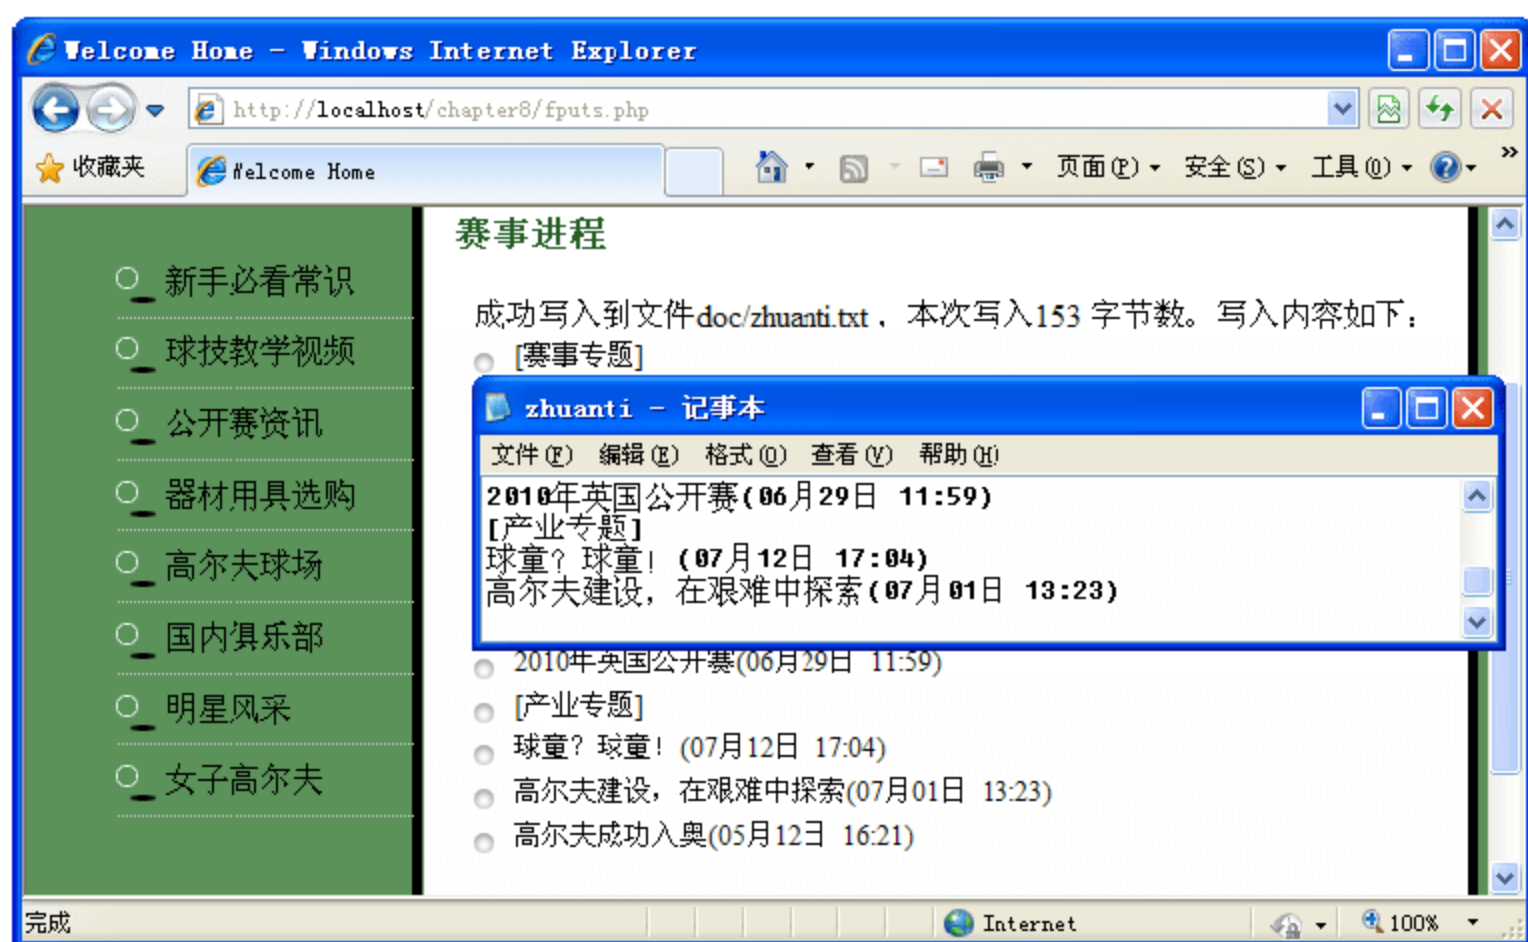 Welcome Home - Windows Internet Explorer
http://localhost/chapter8/fputs.php
收藏夹
Welcome Home
页面(P) 安全(S) 工具(O)
赛事进程
新手必看常识
球技教学视频
公开赛资讯
器材用具选购
高尔夫球场
国内俱乐部
明星风采
女子高尔夫
成功写入到文件doc/zhuanti.txt ，本次写入153 字节数。写入内容如下：
[赛事专题]
zhuanti - 记事本
文件(F) 编辑(E) 格式(O) 查看(V) 帮助(H)
2010年英国公开赛(06月29日 11:59)
[产业专题]
球童？球童！(07月12日 17:04)
高尔夫建设，在艰难中探索(07月01日 13:23)
2010年英国公开赛(06月29日 11:59)
[产业专题]
球童？球童！(07月12日 17:04)
高尔夫建设，在艰难中探索(07月01日 13:23)
高尔夫成功入奥(05月12日 16:21)
完成
Internet
100%